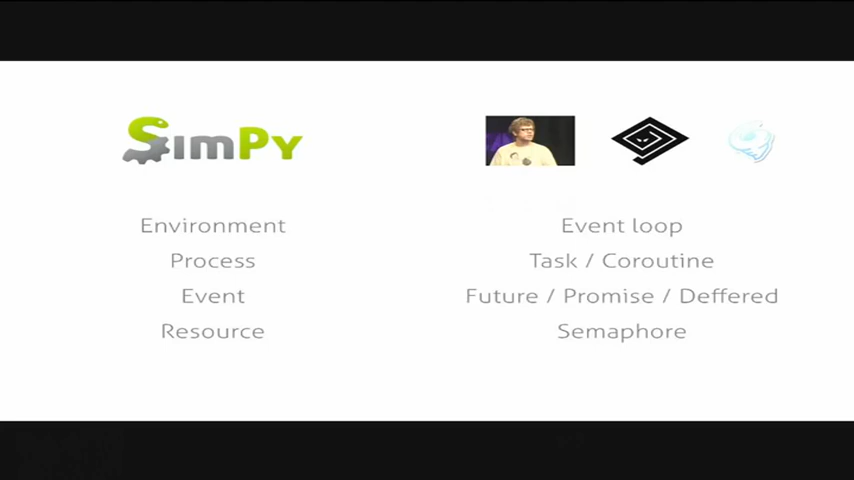 SimPy
Environment
Process
Event
Resource
Event loop
Task / Coroutine
Future / Promise / Deffered
Semaphore